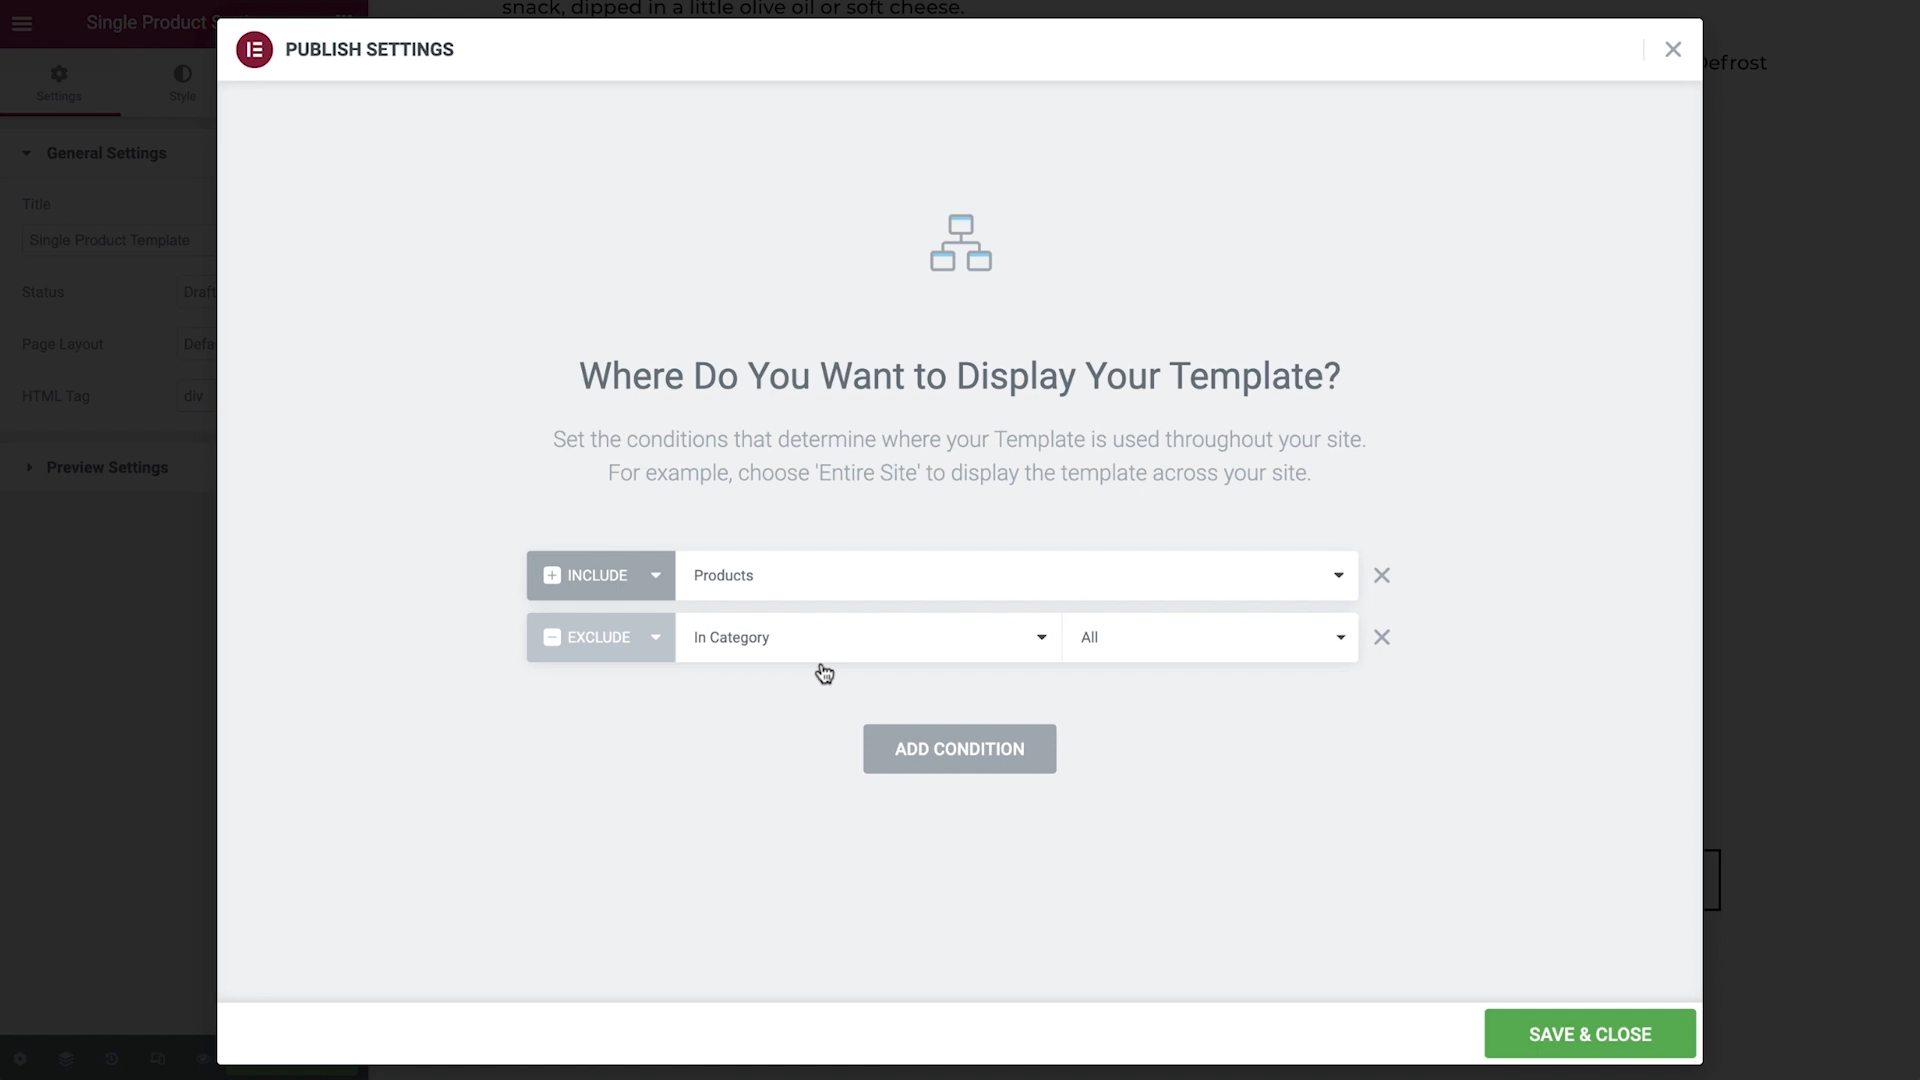 snack, dipped in a little olive oil or soft cheese.
Single Product
PUBLISH SETTINGS
Defrost
Settings
Style
General Settings
Title
Single Product Template
Status
Draft
Page Layout
Defa
HTML Tag
div
Preview Settings
Where Do You Want to Display Your Template?
Set the conditions that determine where your Template is used throughout your site.
For example, choose 'Entire Site' to display the template across your site.
INCLUDE
Products
EXCLUDE
In Category
All
ADD CONDITION
SAVE & CLOSE